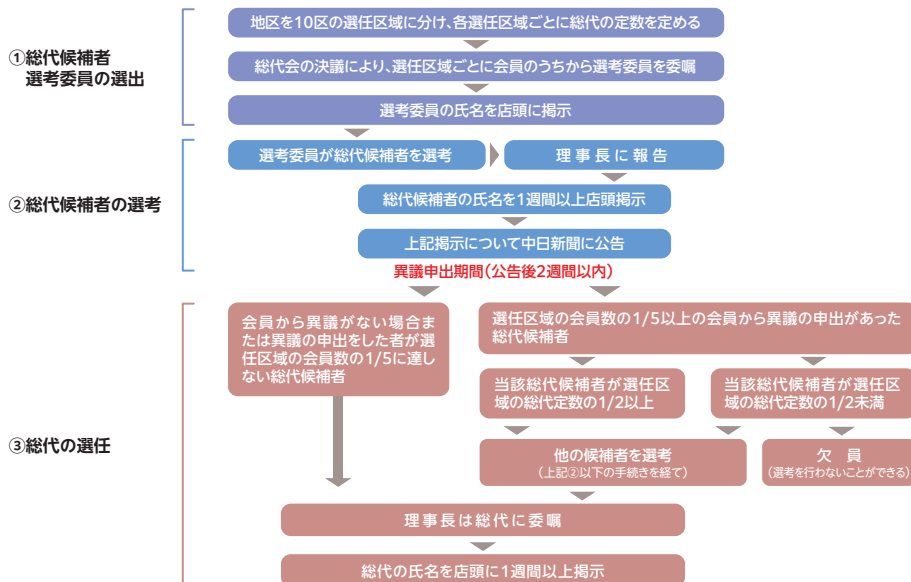 ①総代候補者
選考委員の選出
地区を10区の選任区域に分け、各選任区域ごとに総代の定数を定める
総代会の決議により、選任区域ごとに会員のうちから選考委員を委嘱
選考委員の氏名を店頭に掲示
②総代候補者の選考
選考委員が総代候補者を選考
理事長に報告
総代候補者の氏名を1週間以上店頭掲示
上記掲示について中日新聞に公告
異議申出期間(公告後2週間以内)
③総代の選任
会員から異議がない場合ま
たは異議の申出をした者が選
任区域の会員数の1/5に達し
ない総代候補者
選任区域の会員数の1/5以上の会員から異議の申出があった
総代候補者
当該総代候補者が選任区
域の総代定数の1/2以上
当該総代候補者が選任区
域の総代定数の1/2未満
他の候補者を選考
(上記②以下の手続きを経て)
欠 員
(選考を行わないことができる)
理事長は総代に委嘱
総代の氏名を店頭に1週間以上掲示